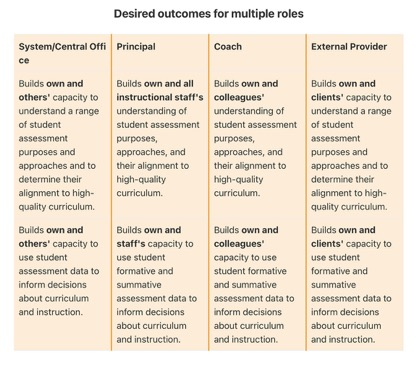 Desired outcomes for multiple roles
System/Central Offi
ce
Principal
Coach
External Provider
Builds own and
others' capacity to
understand a range
of student
assessment
purposes and
approaches and to
determine their
alignment to high-
quality curriculum.
Builds own and all
instructional staff's
understanding of
student assessment
purposes,
approaches, and
their alignment to
high-quality
curriculum.
Builds own and
colleagues'
understanding of
student assessment
purposes,
approaches, and
their alignment to
high-quality
curriculum.
Builds own and
clients' capacity to
understand a range
of student
assessment
purposes and
approaches and to
determine their
alignment to high-
quality curriculum.
Builds own and
others' capacity to
use student
assessment data to
inform decisions
about curriculum
and instruction.
Builds own and
staff's capacity to
use student
formative and
summative
assessment data to
inform decisions
about curriculum
and instruction.
Builds own and
colleagues'
capacity to use
student formative
and summative
assessment data to
inform decisions
about curriculum
and instruction.
Builds own and
clients' capacity to
use student
formative and
summative
assessment data to
inform decisions
about curriculum
and instruction.